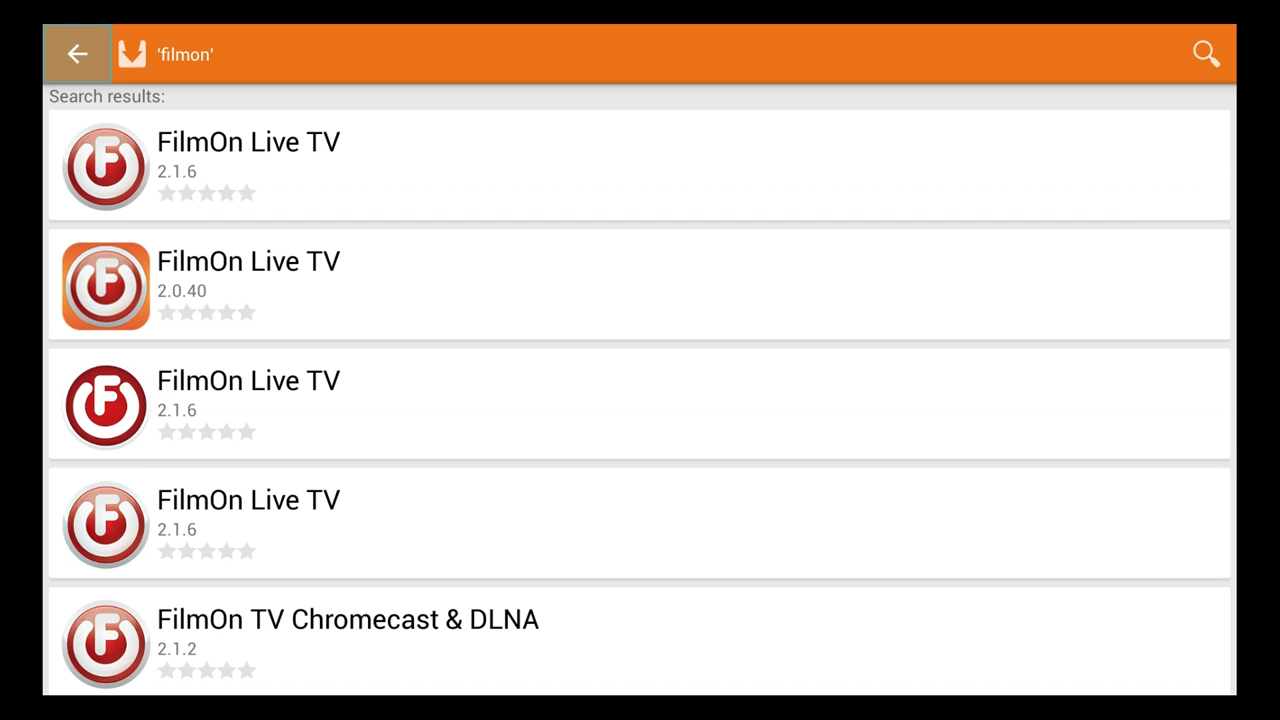 'filmon'
Search results:
FilmOn Live TV
2.1.6
FilmOn Live TV
2.0.40
FilmOn Live TV
2.1.6
FilmOn Live TV
2.1.6
FilmOn TV Chromecast & DLNA
2.1.2